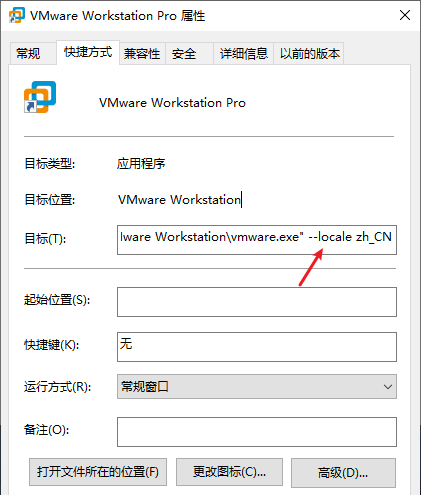 VMware Workstation Pro 属性
常规 快捷方式 兼容性 安全 详细信息 以前的版本
VMware Workstation Pro
目标类型: 应用程序
目标位置: VMware Workstation
目标(T): lware Workstation\vmware.exe" --locale zh_CN
起始位置(S):
快捷键(K): 无
运行方式(R): 常规窗口
备注(O):
打开文件所在的位置(F) 更改图标(C)... 高级(D)...